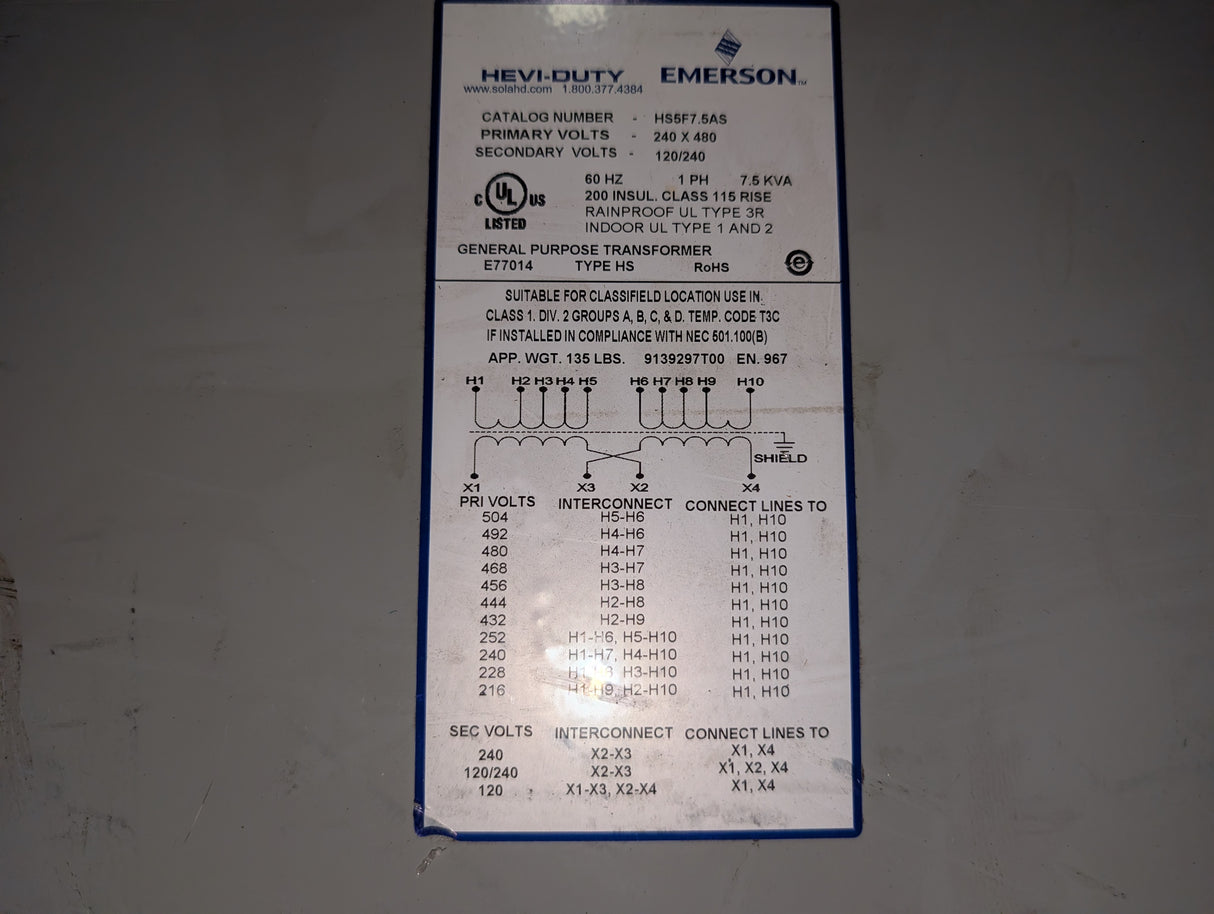 HEVI-DUTY EMERSON™
www.solahd.com 1.800.377.4384
CATALOG NUMBER - HS5F7.5AS
PRIMARY VOLTS - 240 X 480
SECONDARY VOLTS - 120/240
60 HZ 1 PH 7.5 KVA
C UL US 200 INSUL. CLASS 115 RISE
RAINPROOF UL TYPE 3R
LISTED INDOOR UL TYPE 1 AND 2
GENERAL PURPOSE TRANSFORMER
E77014 TYPE HS RoHS e
SUITABLE FOR CLASSIFIELD LOCATION USE IN
CLASS 1. DIV. 2 GROUPS A, B, C, & D. TEMP. CODE T3C
IF INSTALLED IN COMPLIANCE WITH NEC 501.100(B)
APP. WGT. 135 LBS. 9139297T00 EN. 967
H1 H2 H3 H4 H5 H6 H7 H8 H9 H10
SHIELD
X1 X3 X2 X4
PRI VOLTS INTERCONNECT CONNECT LINES TO
504 H5-H6 H1, H10
492 H4-H6 H1, H10
480 H4-H7 H1, H10
468 H3-H7 H1, H10
456 H3-H8 H1, H10
444 H2-H8 H1, H10
432 H2-H9 H1, H10
252 H1-H6, H5-H10 H1, H10
240 H1-H7, H4-H10 H1, H10
228 H3-H10 H1, H10
216 H1-H9, H2-H10 H1, H10
SEC VOLTS INTERCONNECT CONNECT LINES TO
240 X2-X3 X1, X4
120/240 X2-X3 X1, X2, X4
120 X1-X3, X2-X4 X1, X4